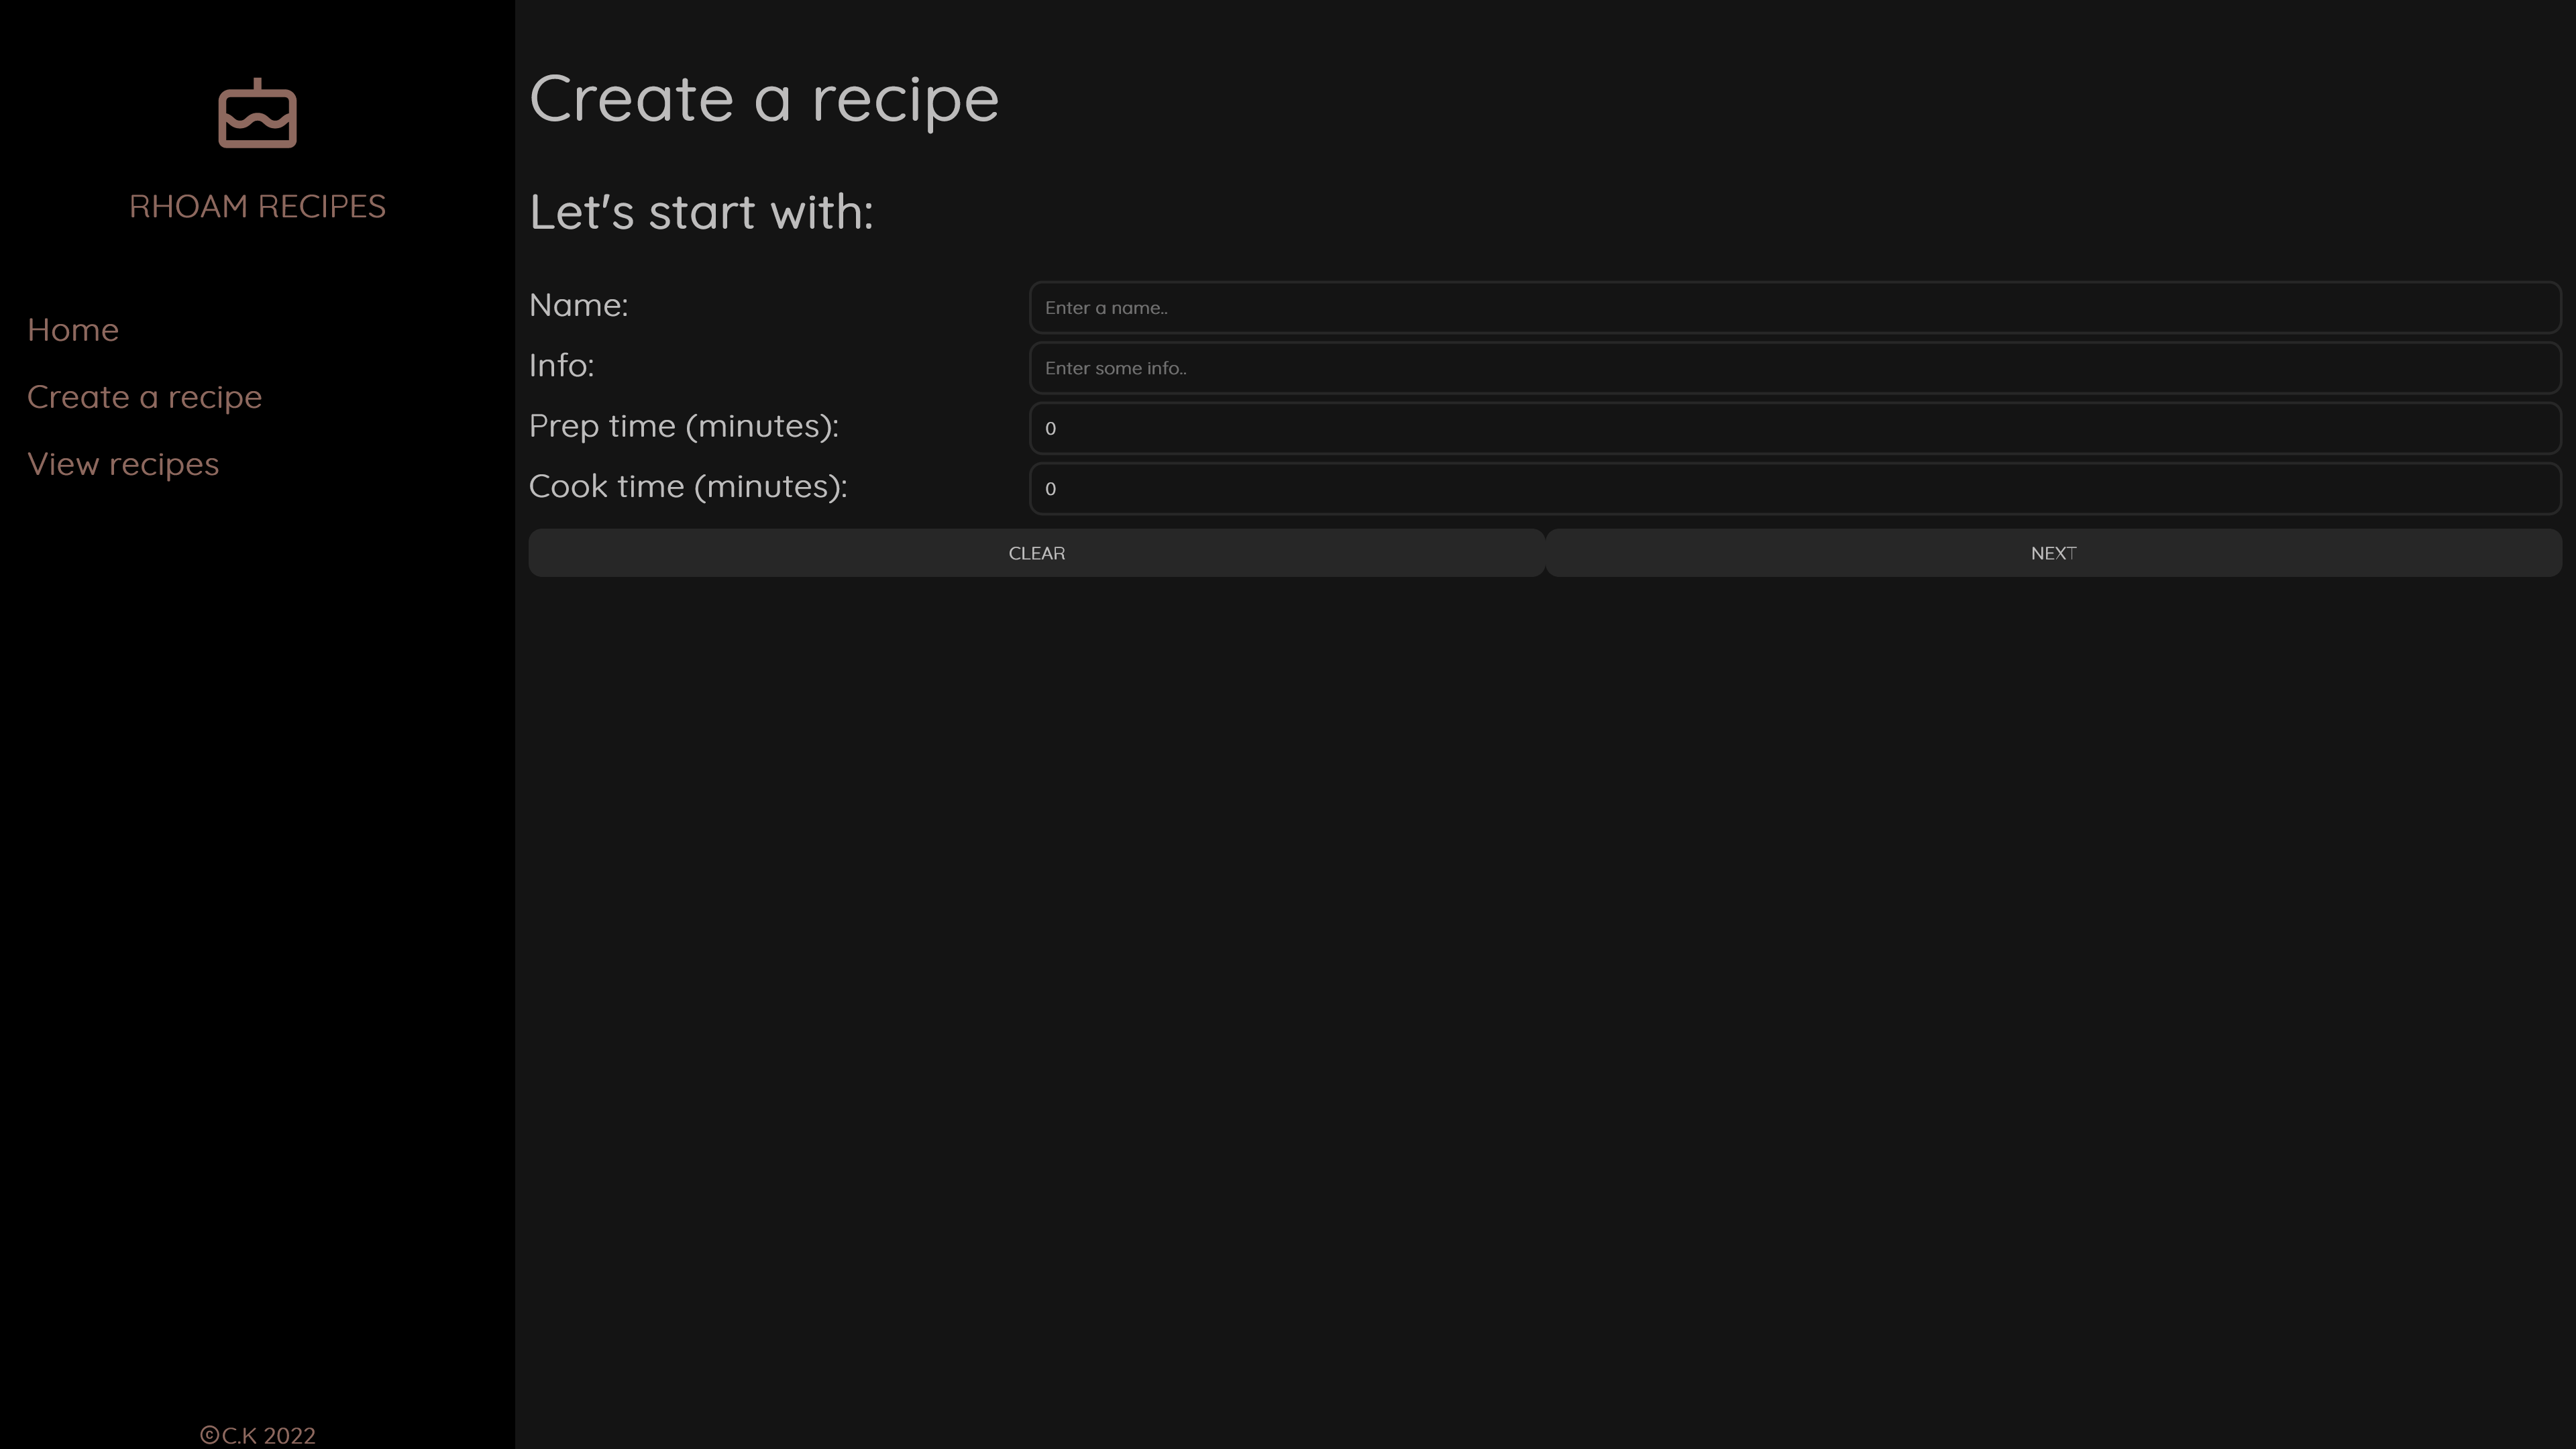 RHOAM RECIPES
Home
Create a recipe
View recipes
©C.K 2022
Create a recipe
Let's start with:
Name:
Enter a name..
Info:
Enter some info..
Prep time (minutes):
0
Cook time (minutes):
0
CLEAR
NEXT